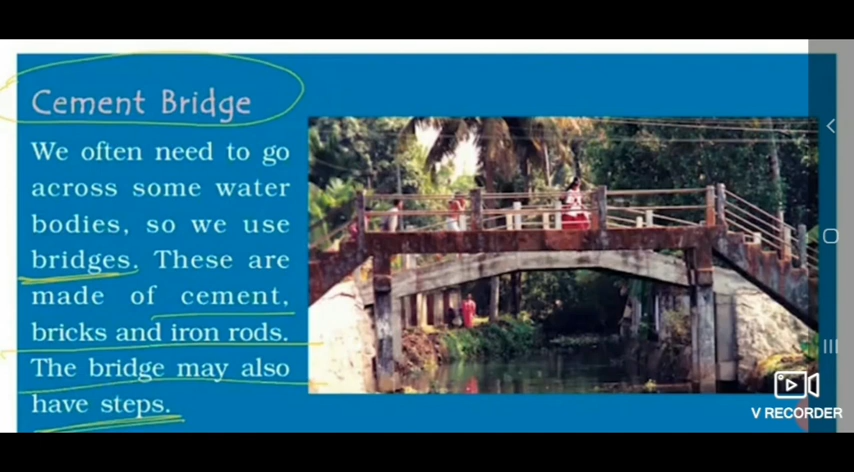 Cement Bridge
We often need to go
across some water
bodies, so we use
bridges. These are
made of cement,
bricks and iron rods.
The bridge may also
have steps.
V RECORDER